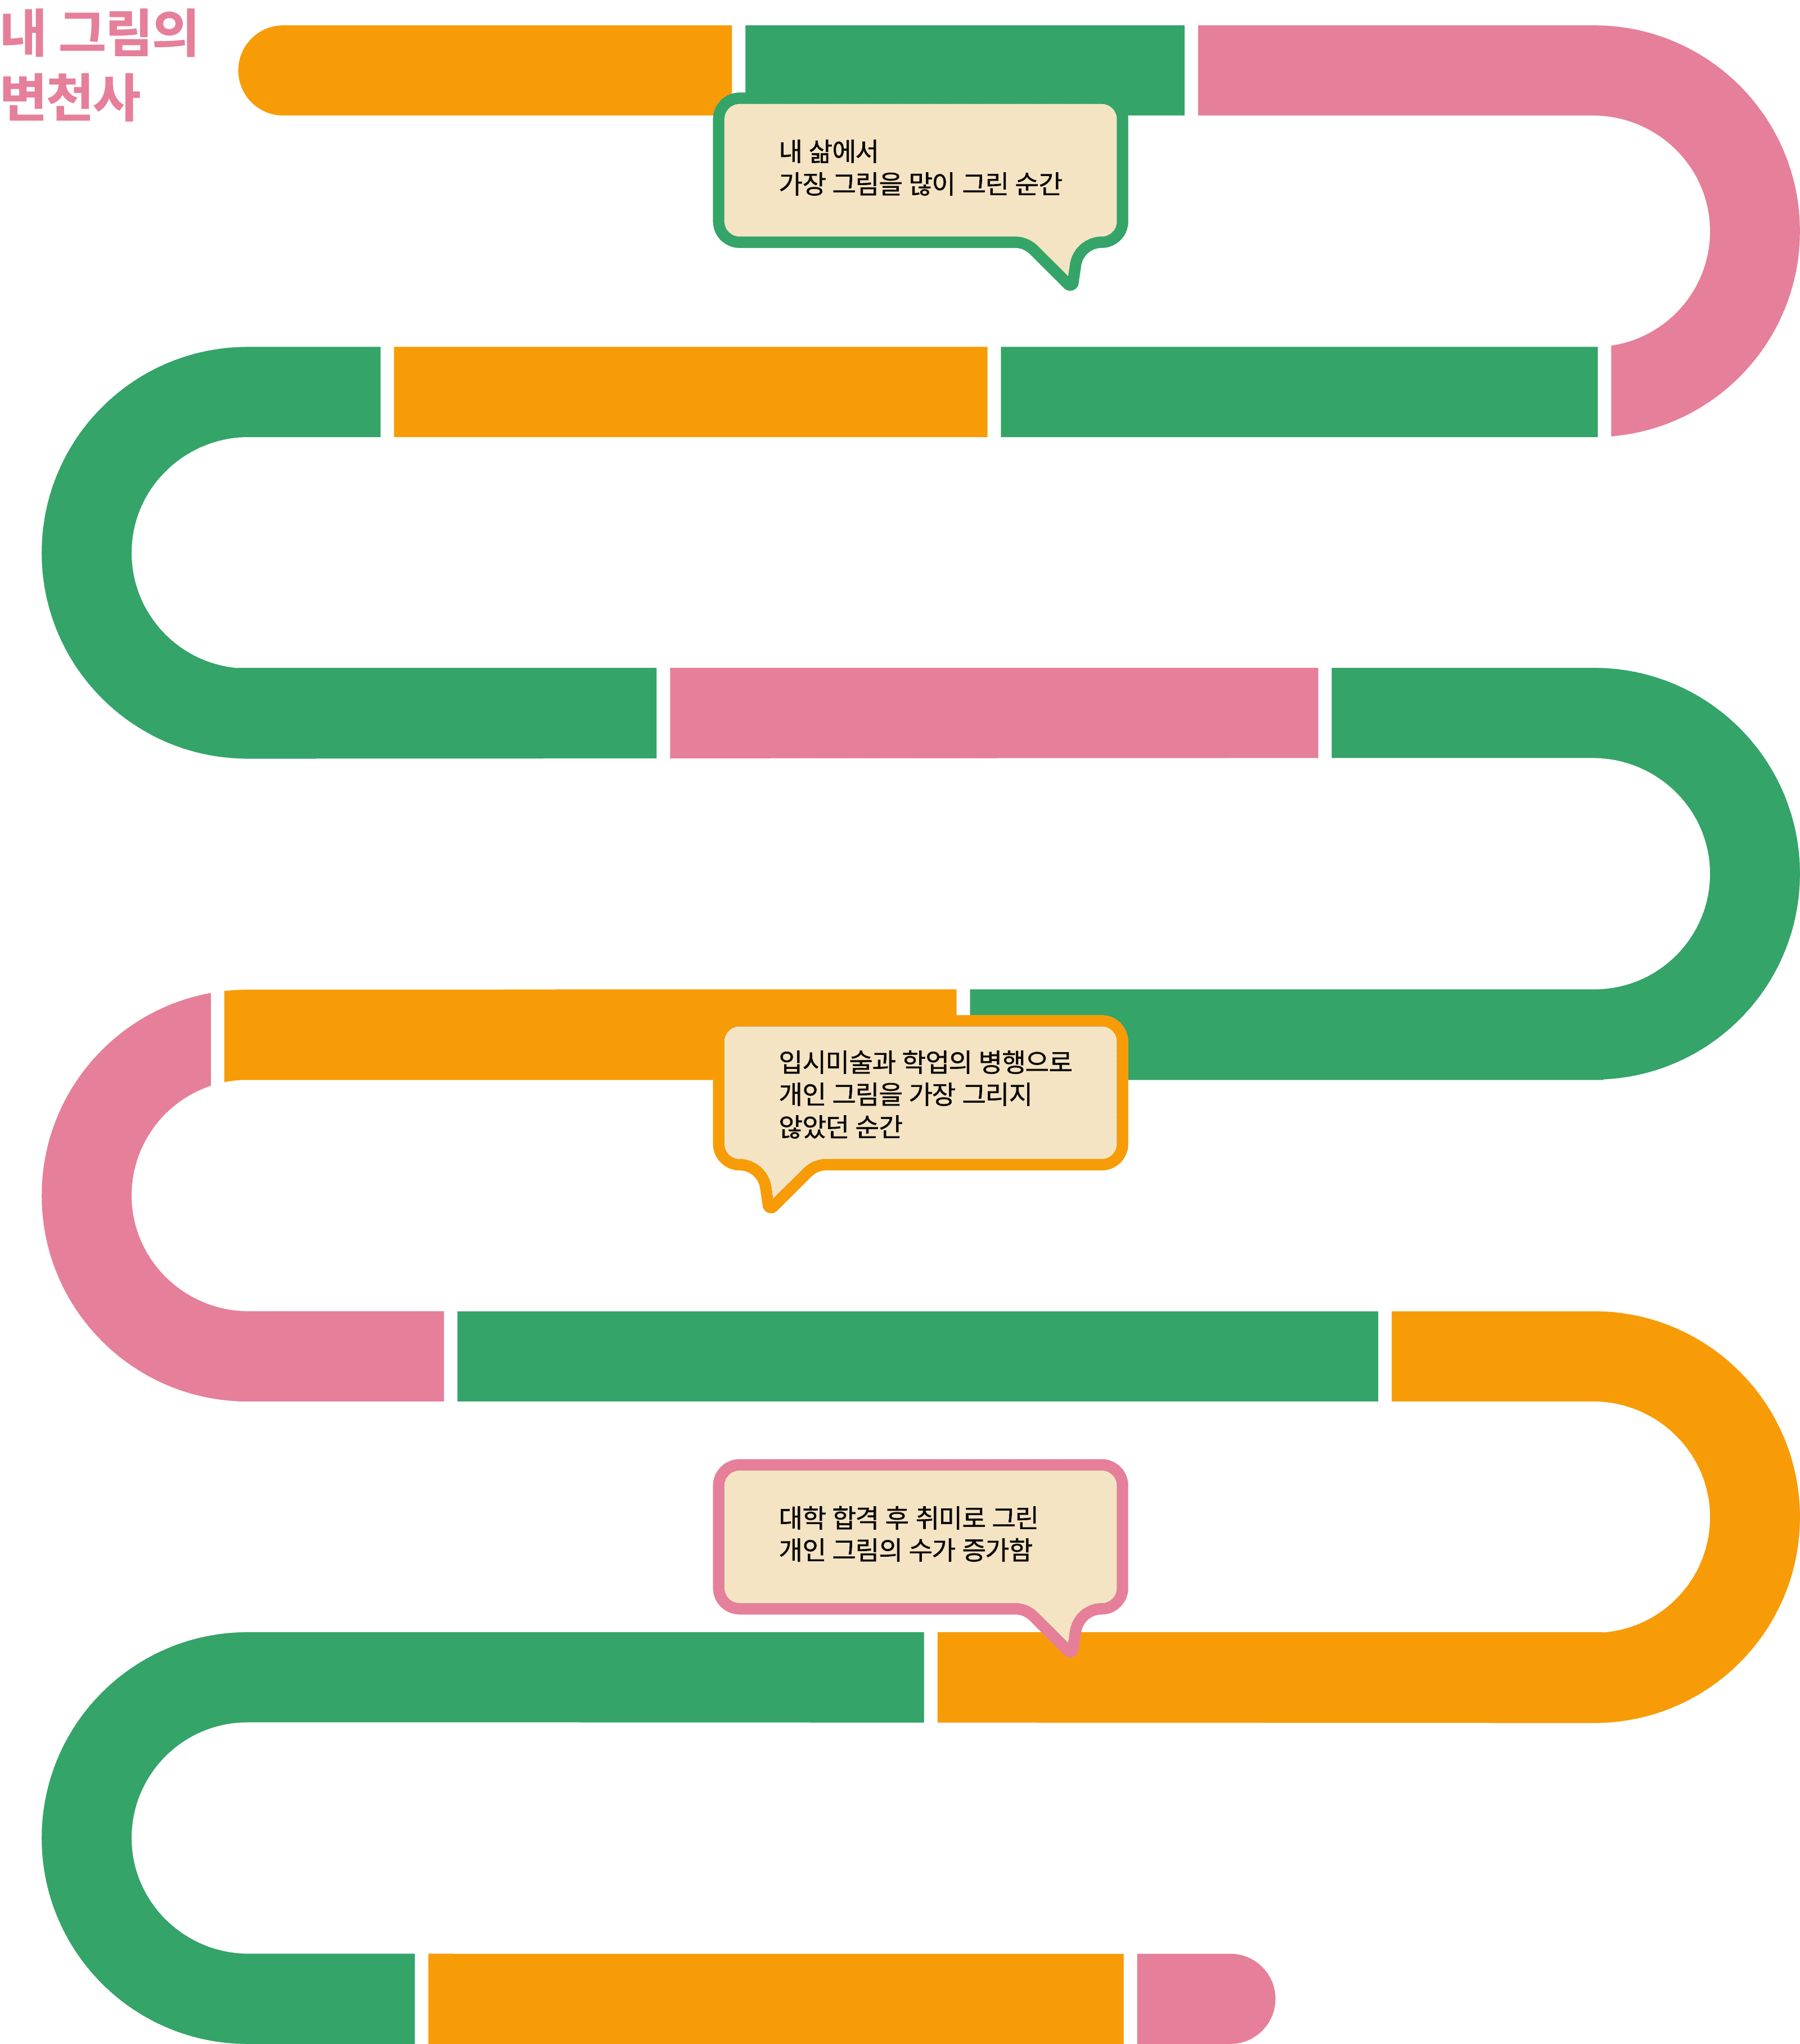 내 그림의
변천사
내 삶에서
가장 그림을 많이 그린 순간
입시미술과 학업의 병행으로
개인 그림을 가장 그리지
않았던 순간
대학 합격 후 취미로 그린
개인 그림의 수가 증가함